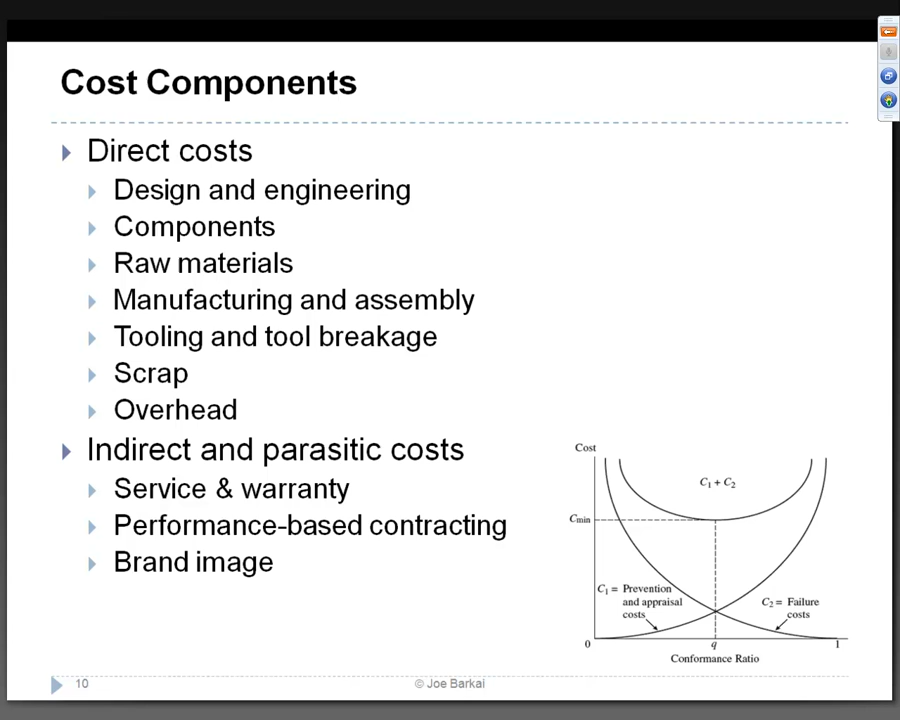 Cost Components
Direct costs
Design and engineering
Components
Raw materials
Manufacturing and assembly
Tooling and tool breakage
Scrap
Overhead
Indirect and parasitic costs
Service & warranty
Performance-based contracting
Brand image
Cost
C1 + C2
Cmin
C1 = Prevention
and appraisal
costs
C2 = Failure
costs
0
q
1
Conformance Ratio
10
© Joe Barkai